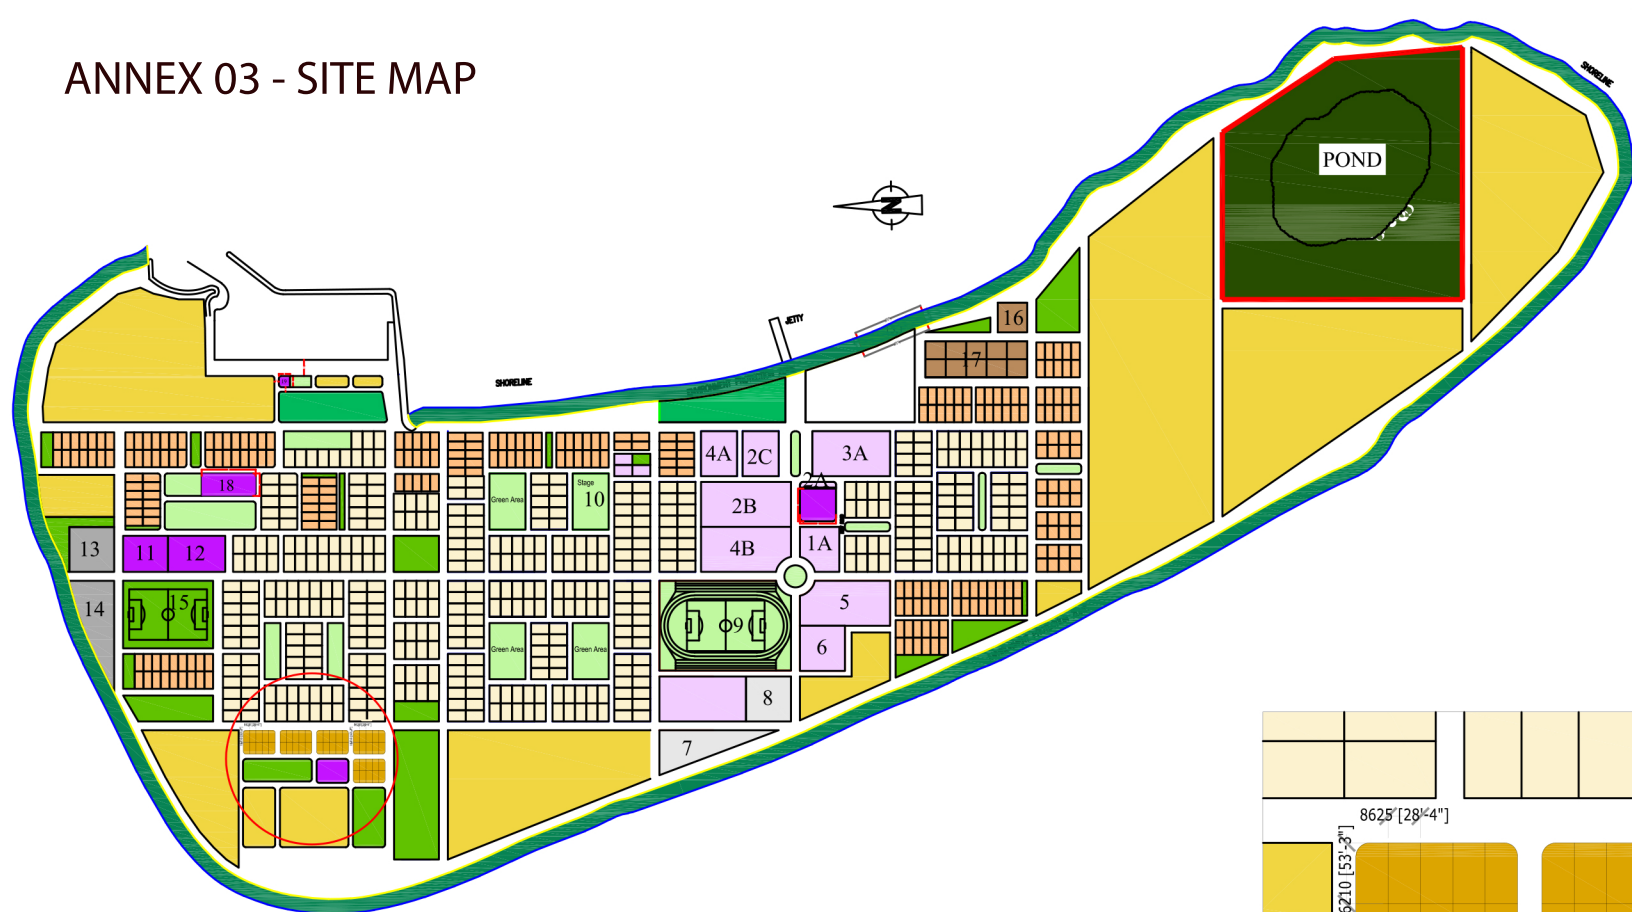 ANNEX 03 - SITE MAP
SHORELINE
POND
N
JETTY
16
SHORELINE
17
4A
2C
3A
2A
18
Green Area
Stage
10
2B
13
11
12
4B
1A
14
15
5
9
6
Green Area
Green Area
8
7
8625 [28'-4"]
6210 [53'-3"]